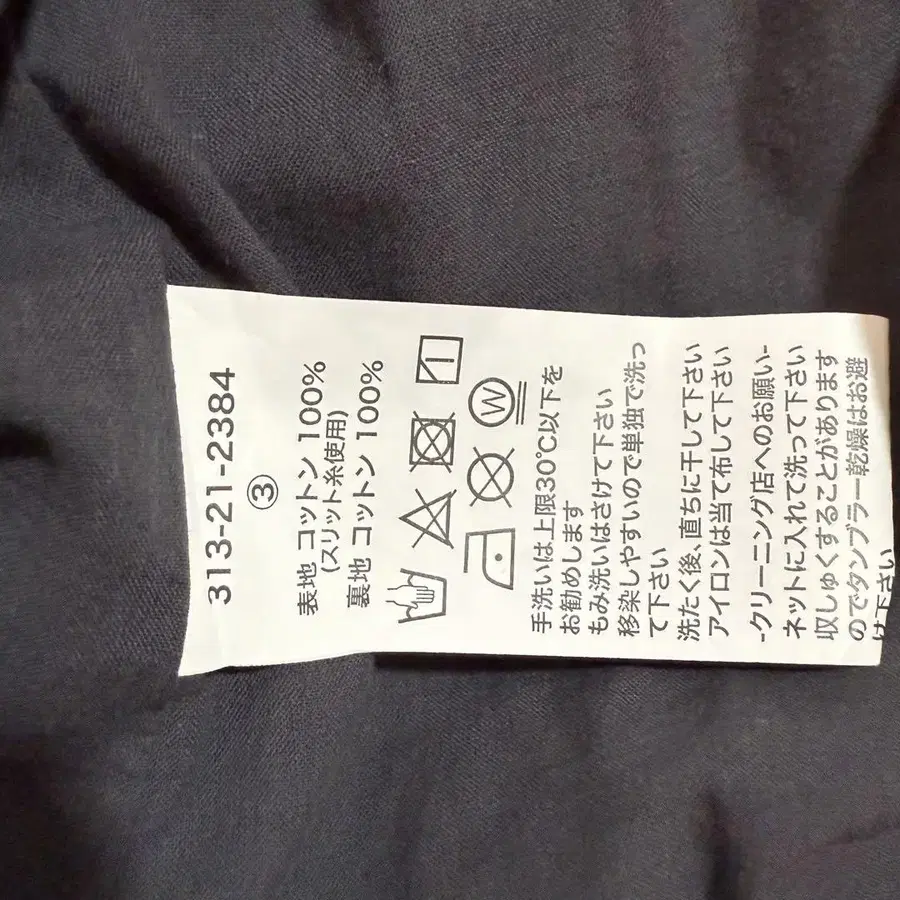 313-21-2384
③
表地 コットン 100%
(スリット糸使用)
裏地 コットン 100%
W
手洗いは上限30℃以下を
お勧めします
もみ洗いはさけて下さい
移染しやすいので単独で洗っ
て下さい
洗たく後、直ちに干して下さい
アイロンは当て布して下さい
-クリーニング店へのお願い-
ネットに入れて洗って下さい
収しゅくすることがあります
のでタンブラー乾燥はお避
け下さい